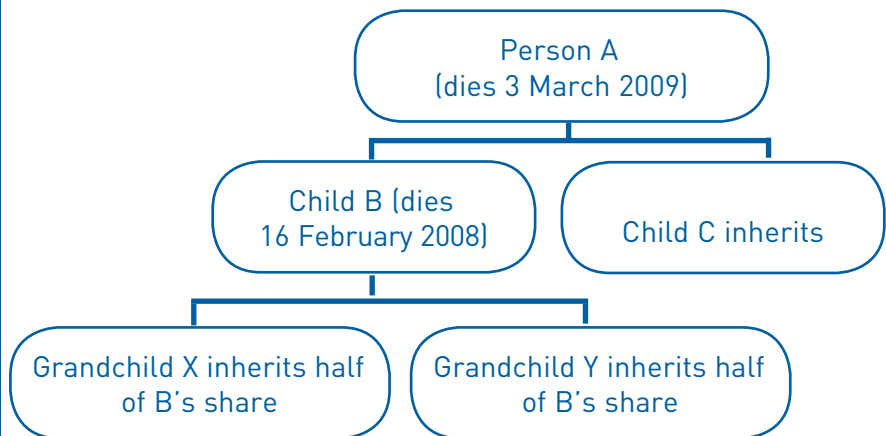 Person A
(dies 3 March 2009)
Child B (dies
16 February 2008)
Child C inherits
Grandchild X inherits half
of B’s share
Grandchild Y inherits half
of B’s share